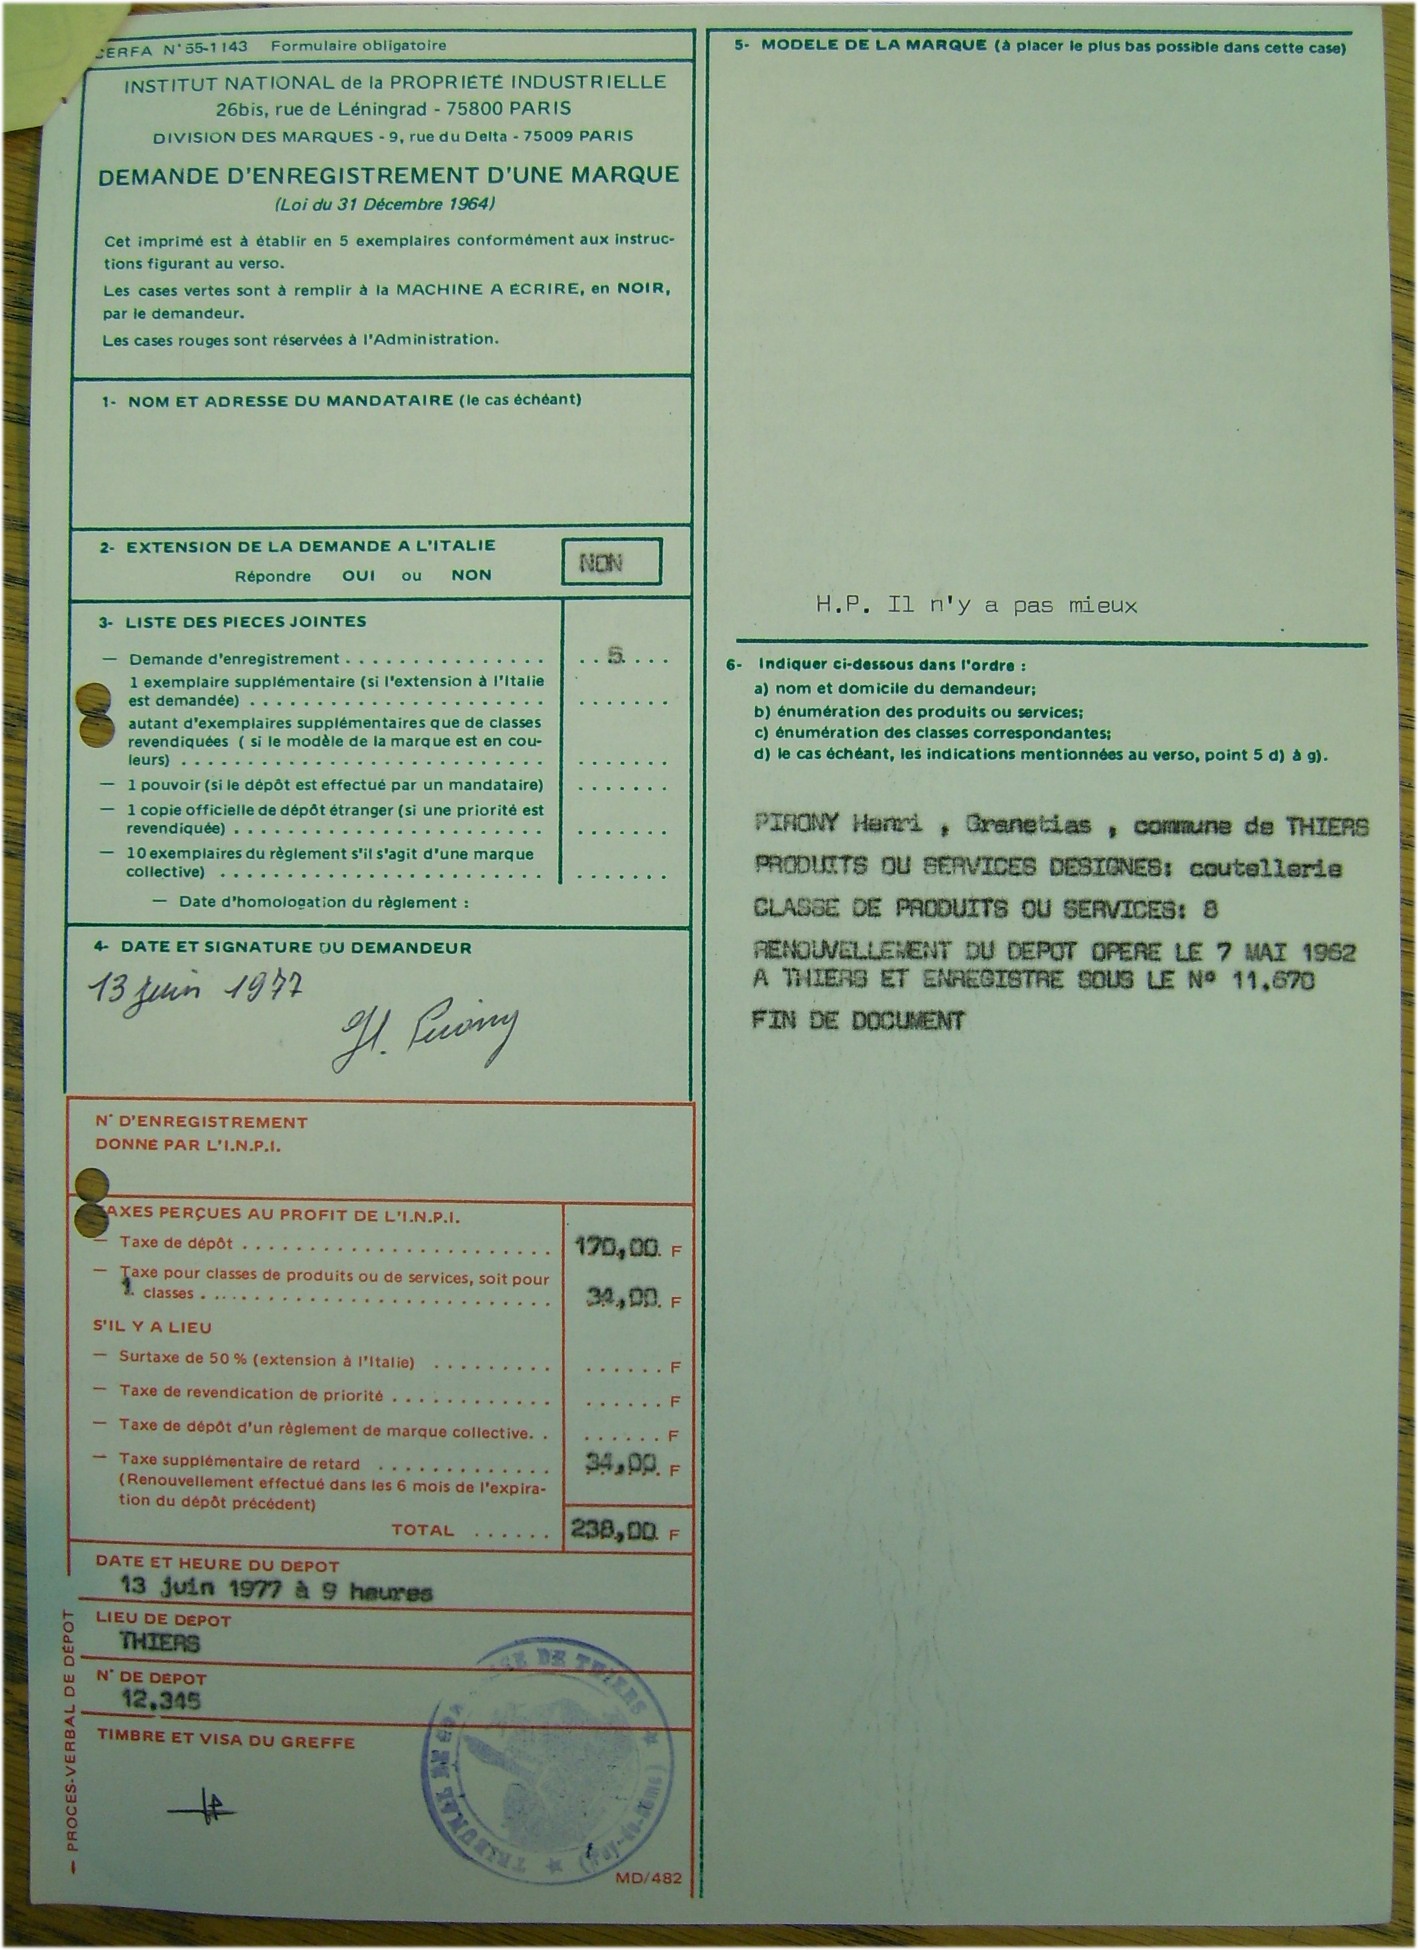 CERFA N° 55-1143 Formulaire obligatoire
INSTITUT NATIONAL de la PROPRIETE INDUSTRIELLE
26bis, rue de Léningrad - 75800 PARIS
DIVISION DES MARQUES - 9, rue du Delta - 75009 PARIS
DEMANDE D'ENREGISTREMENT D'UNE MARQUE
(Loi du 31 Décembre 1964)
Cet imprimé est à établir en 5 exemplaires conformément aux instruc-
tions figurant au verso.
Les cases vertes sont à remplir à la MACHINE A ECRIRE, en NOIR,
par le demandeur.
Les cases rouges sont réservées à l'Administration.
1- NOM ET ADRESSE DU MANDATAIRE (le cas échéant)
2- EXTENSION DE LA DEMANDE A L'ITALIE
Répondre OUI ou NON
NON
3- LISTE DES PIECES JOINTES
— Demande d'enregistrement . . . . . . . . . . . . . . . . . 5 . . . .
1 exemplaire supplémentaire (si l'extension à l'Italie
est demandée) . . . . . . . . . . . . . . . . . . . . .
autant d'exemplaires supplémentaires que de classes
revendiquées ( si le modèle de la marque est en cou-
leurs) . . . . . . . . . . . . . . . . . . . . . . . . .
— 1 pouvoir (si le dépôt est effectué par un mandataire)
— 1 copie officielle de dépôt étranger (si une priorité est
revendiquée) . . . . . . . . . . . . . . . . . . . . . .
— 10 exemplaires du règlement s'il s'agit d'une marque
collective) . . . . . . . . . . . . . . . . . . . . . . .
— Date d'homologation du règlement :
4- DATE ET SIGNATURE DU DEMANDEUR
13 juin 1977
H. Pirony
N° D'ENREGISTREMENT
DONNE PAR L'I.N.P.I.
TAXES PERÇUES AU PROFIT DE L'I.N.P.I.
— Taxe de dépôt . . . . . . . . . . . . . . . . . . . . . . . 170,00 F
— Taxe pour classes de produits ou de services, soit pour
1 classes . . . . . . . . . . . . . . . . . . . . . . . . . . 34,00 F
S'IL Y A LIEU
— Surtaxe de 50 % (extension à l'Italie) . . . . . . . . . . . . . . . F
— Taxe de revendication de priorité . . . . . . . . . . . . . . . . . . F
— Taxe de dépôt d'un règlement de marque collective. . . . . . . . F
— Taxe supplémentaire de retard . . . . . . . . . . . . . 34,00 F
(Renouvellement effectué dans les 6 mois de l'expira-
tion du dépôt précédent)
TOTAL . . . . . . 238,00 F
DATE ET HEURE DU DEPOT
13 juin 1977 à 9 heures
LIEU DE DEPOT
THIERS
N° DE DEPOT
12.345
TIMBRE ET VISA DU GREFFE
— PROCES-VERBAL DE DÉPOT
DE THIERS
TRIBUNAL
(Puy-de-Dôme)
MD/482
5- MODELE DE LA MARQUE (à placer le plus bas possible dans cette case)
H.P. Il n'y a pas mieux
6- Indiquer ci-dessous dans l'ordre :
a) nom et domicile du demandeur;
b) énumération des produits ou services;
c) énumération des classes correspondantes;
d) le cas échéant, les indications mentionnées au verso, point 5 d) à g).
PIRONY Henri , Granetias , commune de THIERS
PRODUITS OU SERVICES DESIGNES: coutellerie
CLASSE DE PRODUITS OU SERVICES: 8
RENOUVELLEMENT DU DEPOT OPERE LE 7 MAI 1962
A THIERS ET ENREGISTRE SOUS LE N° 11.670
FIN DE DOCUMENT